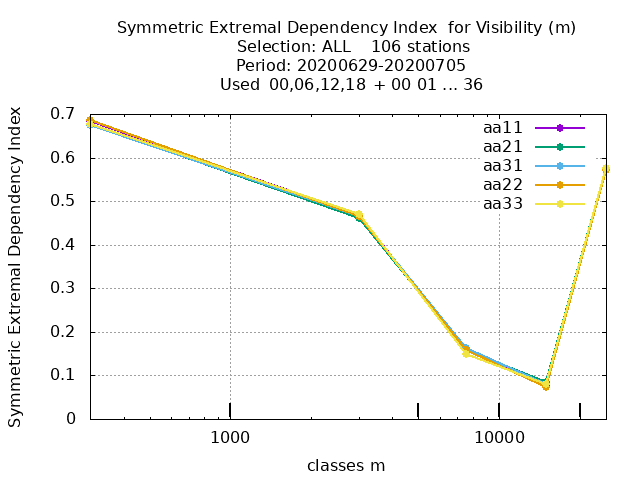 Symmetric Extremal Dependency Index  for Visibility (m)
Selection: ALL    106 stations
Period: 20200629-20200705
Used 00,06,12,18 + 00 01 ... 36
Symmetric Extremal Dependency Index
0.7
0.6
0.5
0.4
0.3
0.2
0.1
0
aa11
aa21
aa31
aa22
aa33
1000
10000
classes m